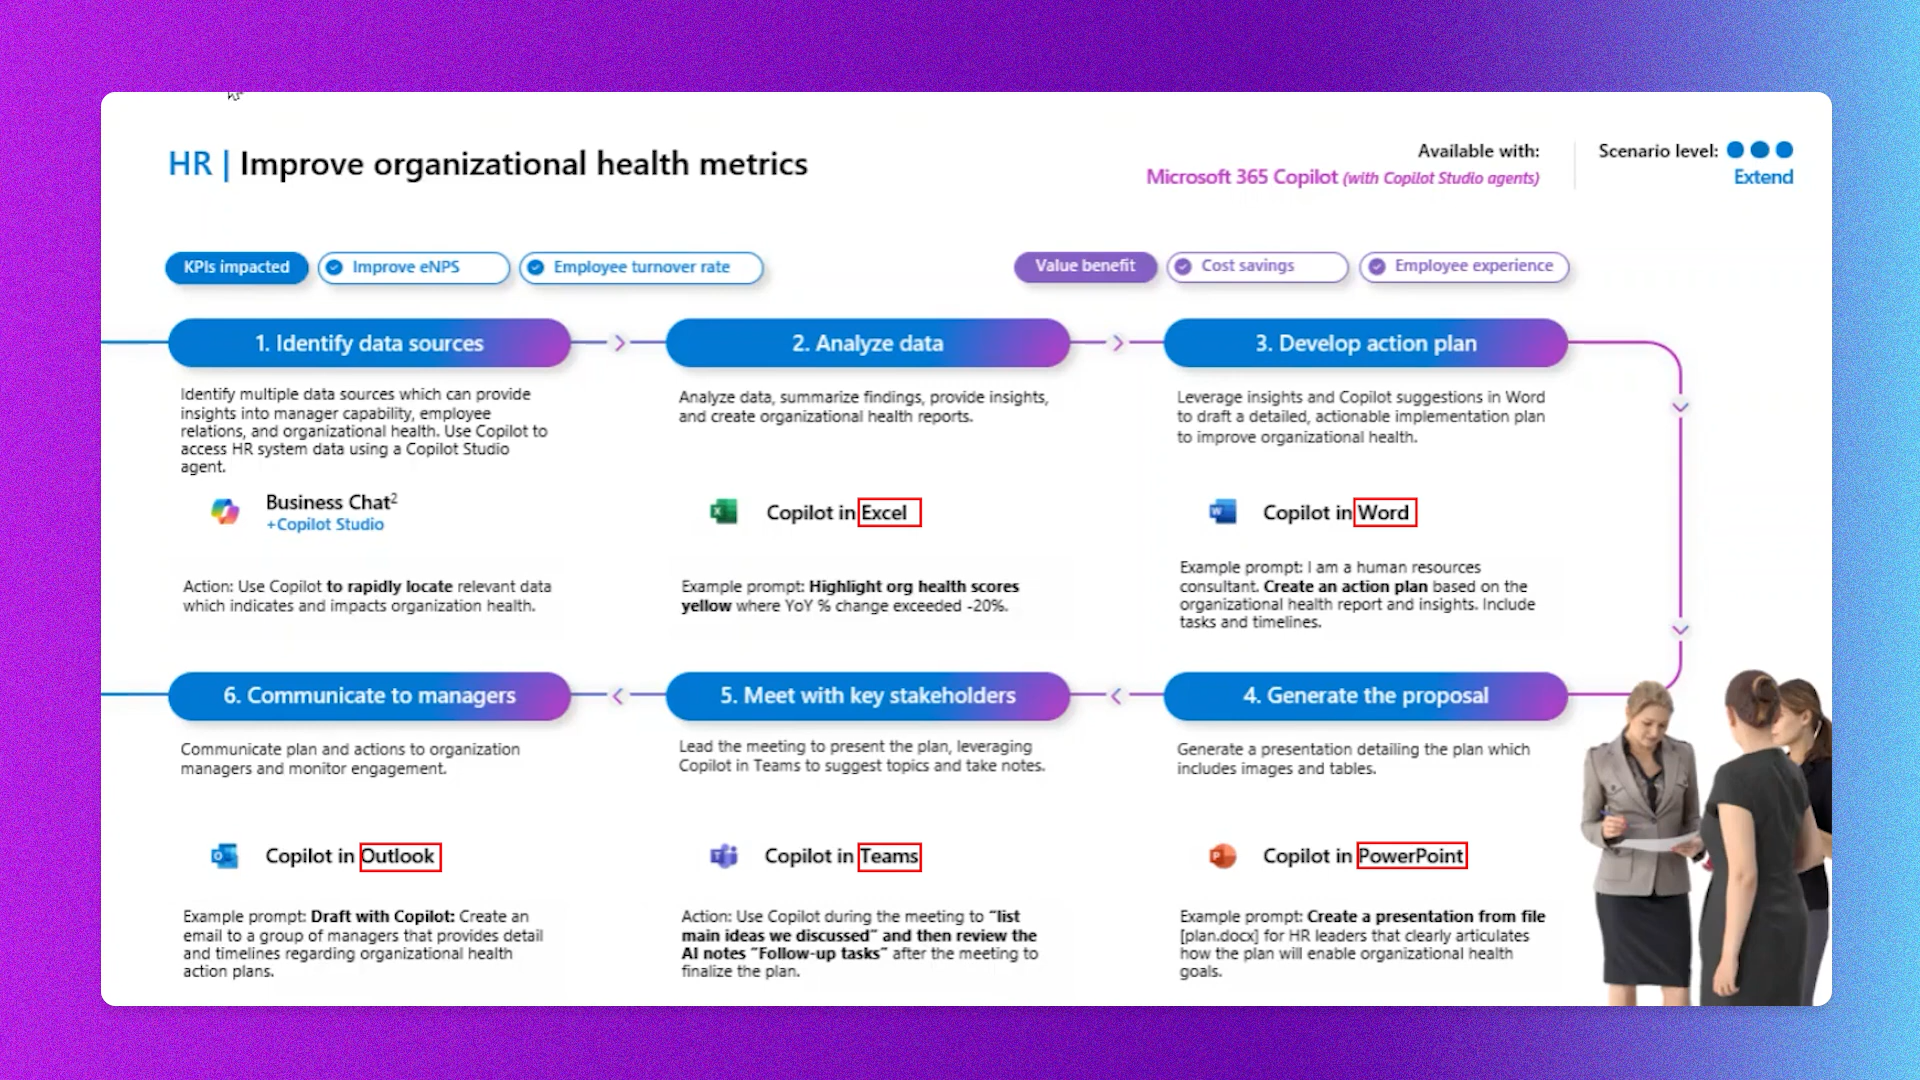 HR | Improve organizational health metrics
Available with:
Microsoft 365 Copilot (with Copilot Studio agents)
Scenario level:
Extend
KPIs impacted
Improve eNPS
Employee turnover rate
Value benefit
Cost savings
Employee experience
1. Identify data sources
Identify multiple data sources which can provide
insights into manager capability, employee
relations, and organizational health. Use Copilot to
access HR system data using a Copilot Studio
agent.
Business Chat2
+Copilot Studio
Action: Use Copilot to rapidly locate relevant data
which indicates and impacts organization health.
2. Analyze data
Analyze data, summarize findings, provide insights,
and create organizational health reports.
Copilot in Excel
Example prompt: Highlight org health scores
yellow where YoY % change exceeded -20%.
3. Develop action plan
Leverage insights and Copilot suggestions in Word
to draft a detailed, actionable implementation plan
to improve organizational health.
Copilot in Word
Example prompt: I am a human resources
consultant. Create an action plan based on the
organizational health report and insights. Include
tasks and timelines.
4. Generate the proposal
Generate a presentation detailing the plan which
includes images and tables.
Copilot in PowerPoint
Example prompt: Create a presentation from file
[plan.docx] for HR leaders that clearly articulates
how the plan will enable organizational health
goals.
5. Meet with key stakeholders
Lead the meeting to present the plan, leveraging
Copilot in Teams to suggest topics and take notes.
Copilot in Teams
Action: Use Copilot during the meeting to "list
main ideas we discussed" and then review the
AI notes "Follow-up tasks" after the meeting to
finalize the plan.
6. Communicate to managers
Communicate plan and actions to organization
managers and monitor engagement.
Copilot in Outlook
Example prompt: Draft with Copilot: Create an
email to a group of managers that provides detail
and timelines regarding organizational health
action plans.